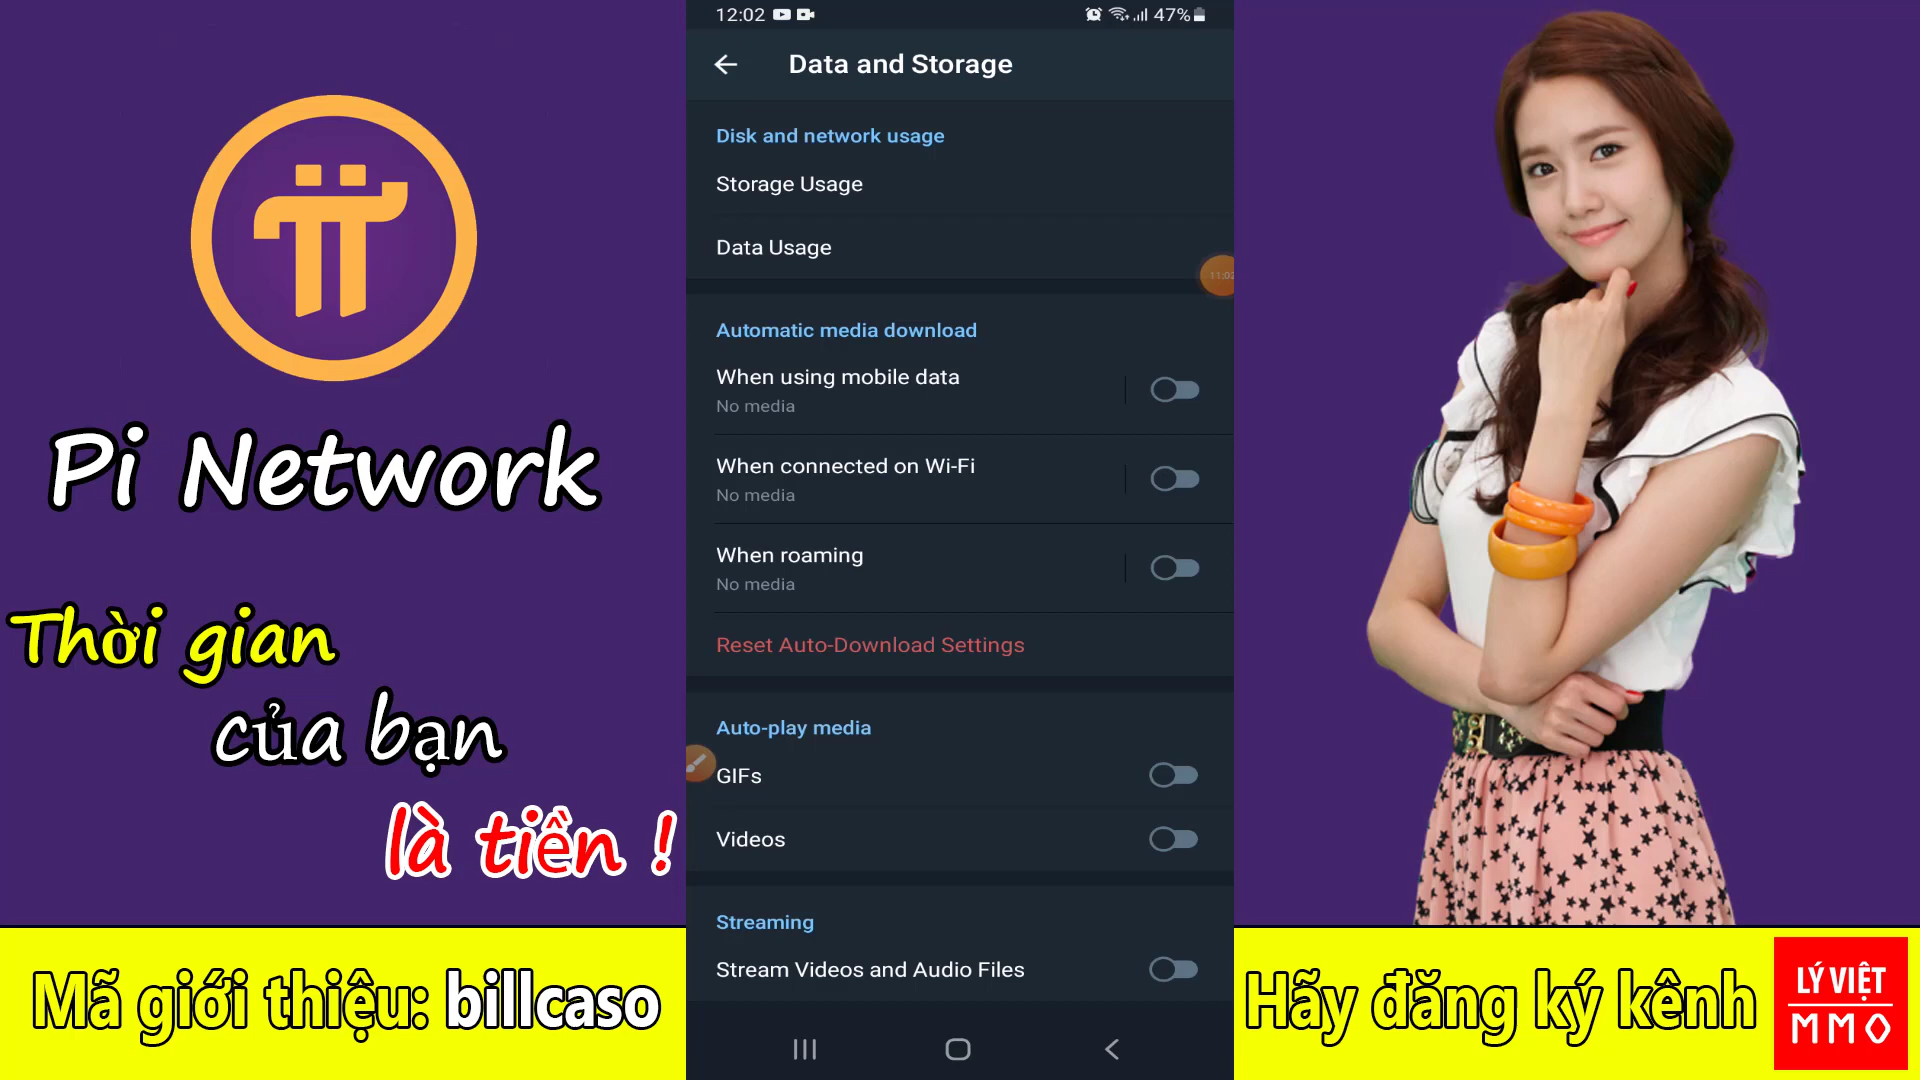 Pi Network
Thời gian
của bạn
là tiền !
Mã giới thiệu: billcaso
12:02
47%
Data and Storage
Disk and network usage
Storage Usage
Data Usage
11:02
Automatic media download
When using mobile data
No media
When connected on Wi-Fi
No media
When roaming
No media
Reset Auto-Download Settings
Auto-play media
GIFs
Videos
Streaming
Stream Videos and Audio Files
Hãy đăng ký kênh
LÝ VIỆT
MMO